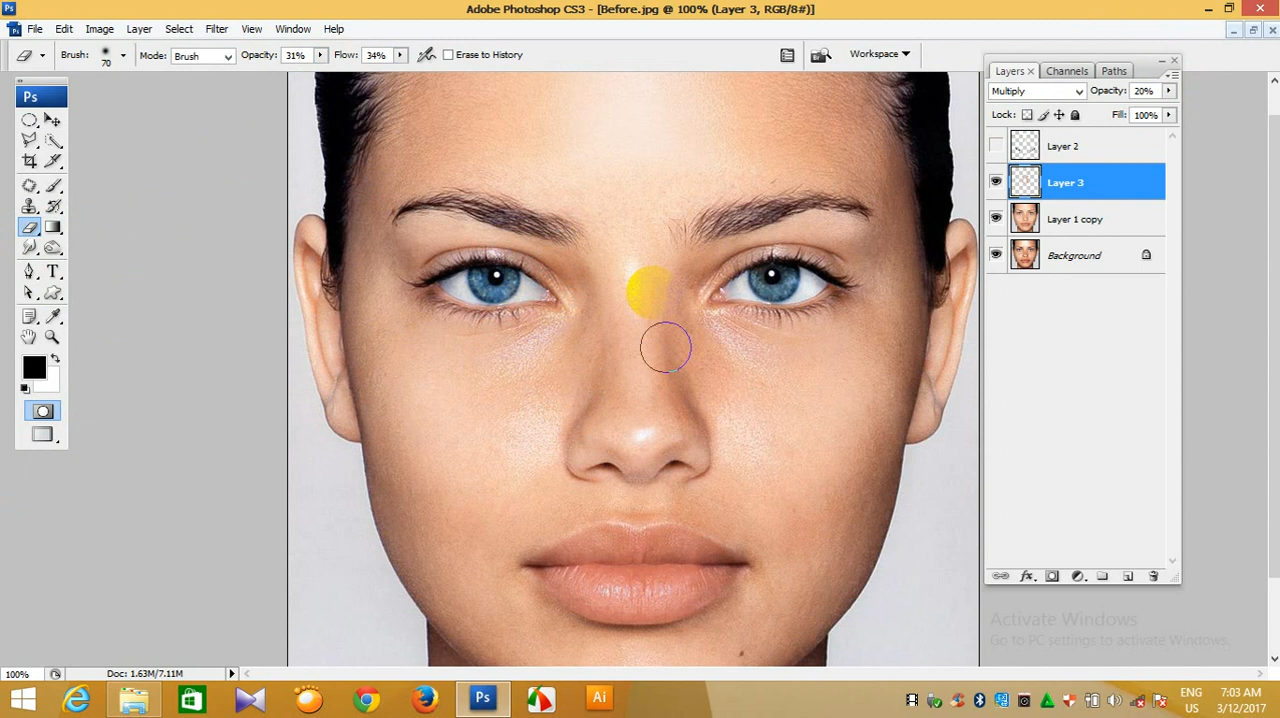 Ps Adobe Photoshop CS3 - [Before.jpg @ 100% (Layer 3, RGB/8#)]
File Edit Image Layer Select Filter View Window Help
Brush: 70 Mode: Brush Opacity: 31% Flow: 34% Erase to History Workspace
Ps
T
Layers Channels Paths
Multiply Opacity: 20%
Lock: Fill: 100%
Layer 2
Layer 3
Layer 1 copy
Background
fx
Activate Windows
Go to PC settings to activate Windows.
100% Doc: 1.63M/7.11M
Ps Ai
ENG 7:03 AM
US 3/12/2017